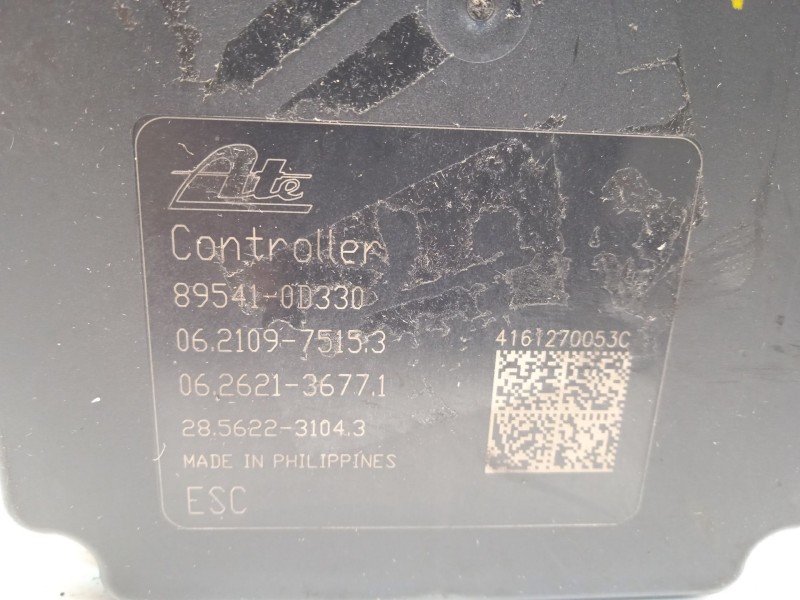 Ate
Controller
89541-0D330
06.2109-7515.3
06.2621-3677.1
28.5622-3104.3
MADE IN PHILIPPINES
ESC
4161270053C